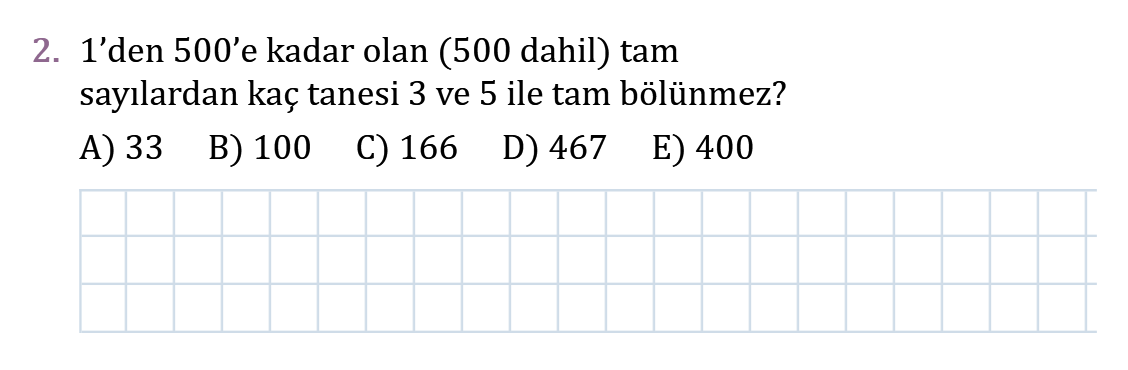 2. 1’den 500’e kadar olan (500 dahil) tam
sayılardan kaç tanesi 3 ve 5 ile tam bölünmez?
A) 33 B) 100 C) 166 D) 467 E) 400